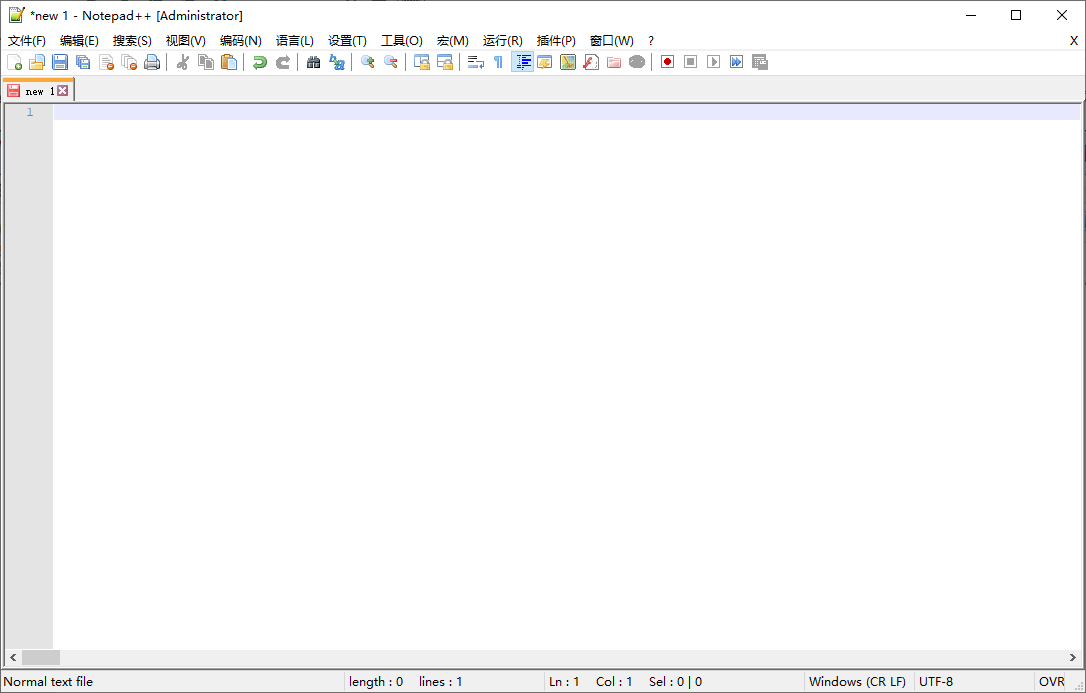 *new 1 - Notepad++ [Administrator]
文件(F) 编辑(E) 搜索(S) 视图(V) 编码(N) 语言(L) 设置(T) 工具(O) 宏(M) 运行(R) 插件(P) 窗口(W) ? X
new 1
1
Normal text file length : 0 lines : 1 Ln : 1 Col : 1 Sel : 0 | 0 Windows (CR LF) UTF-8 OVR